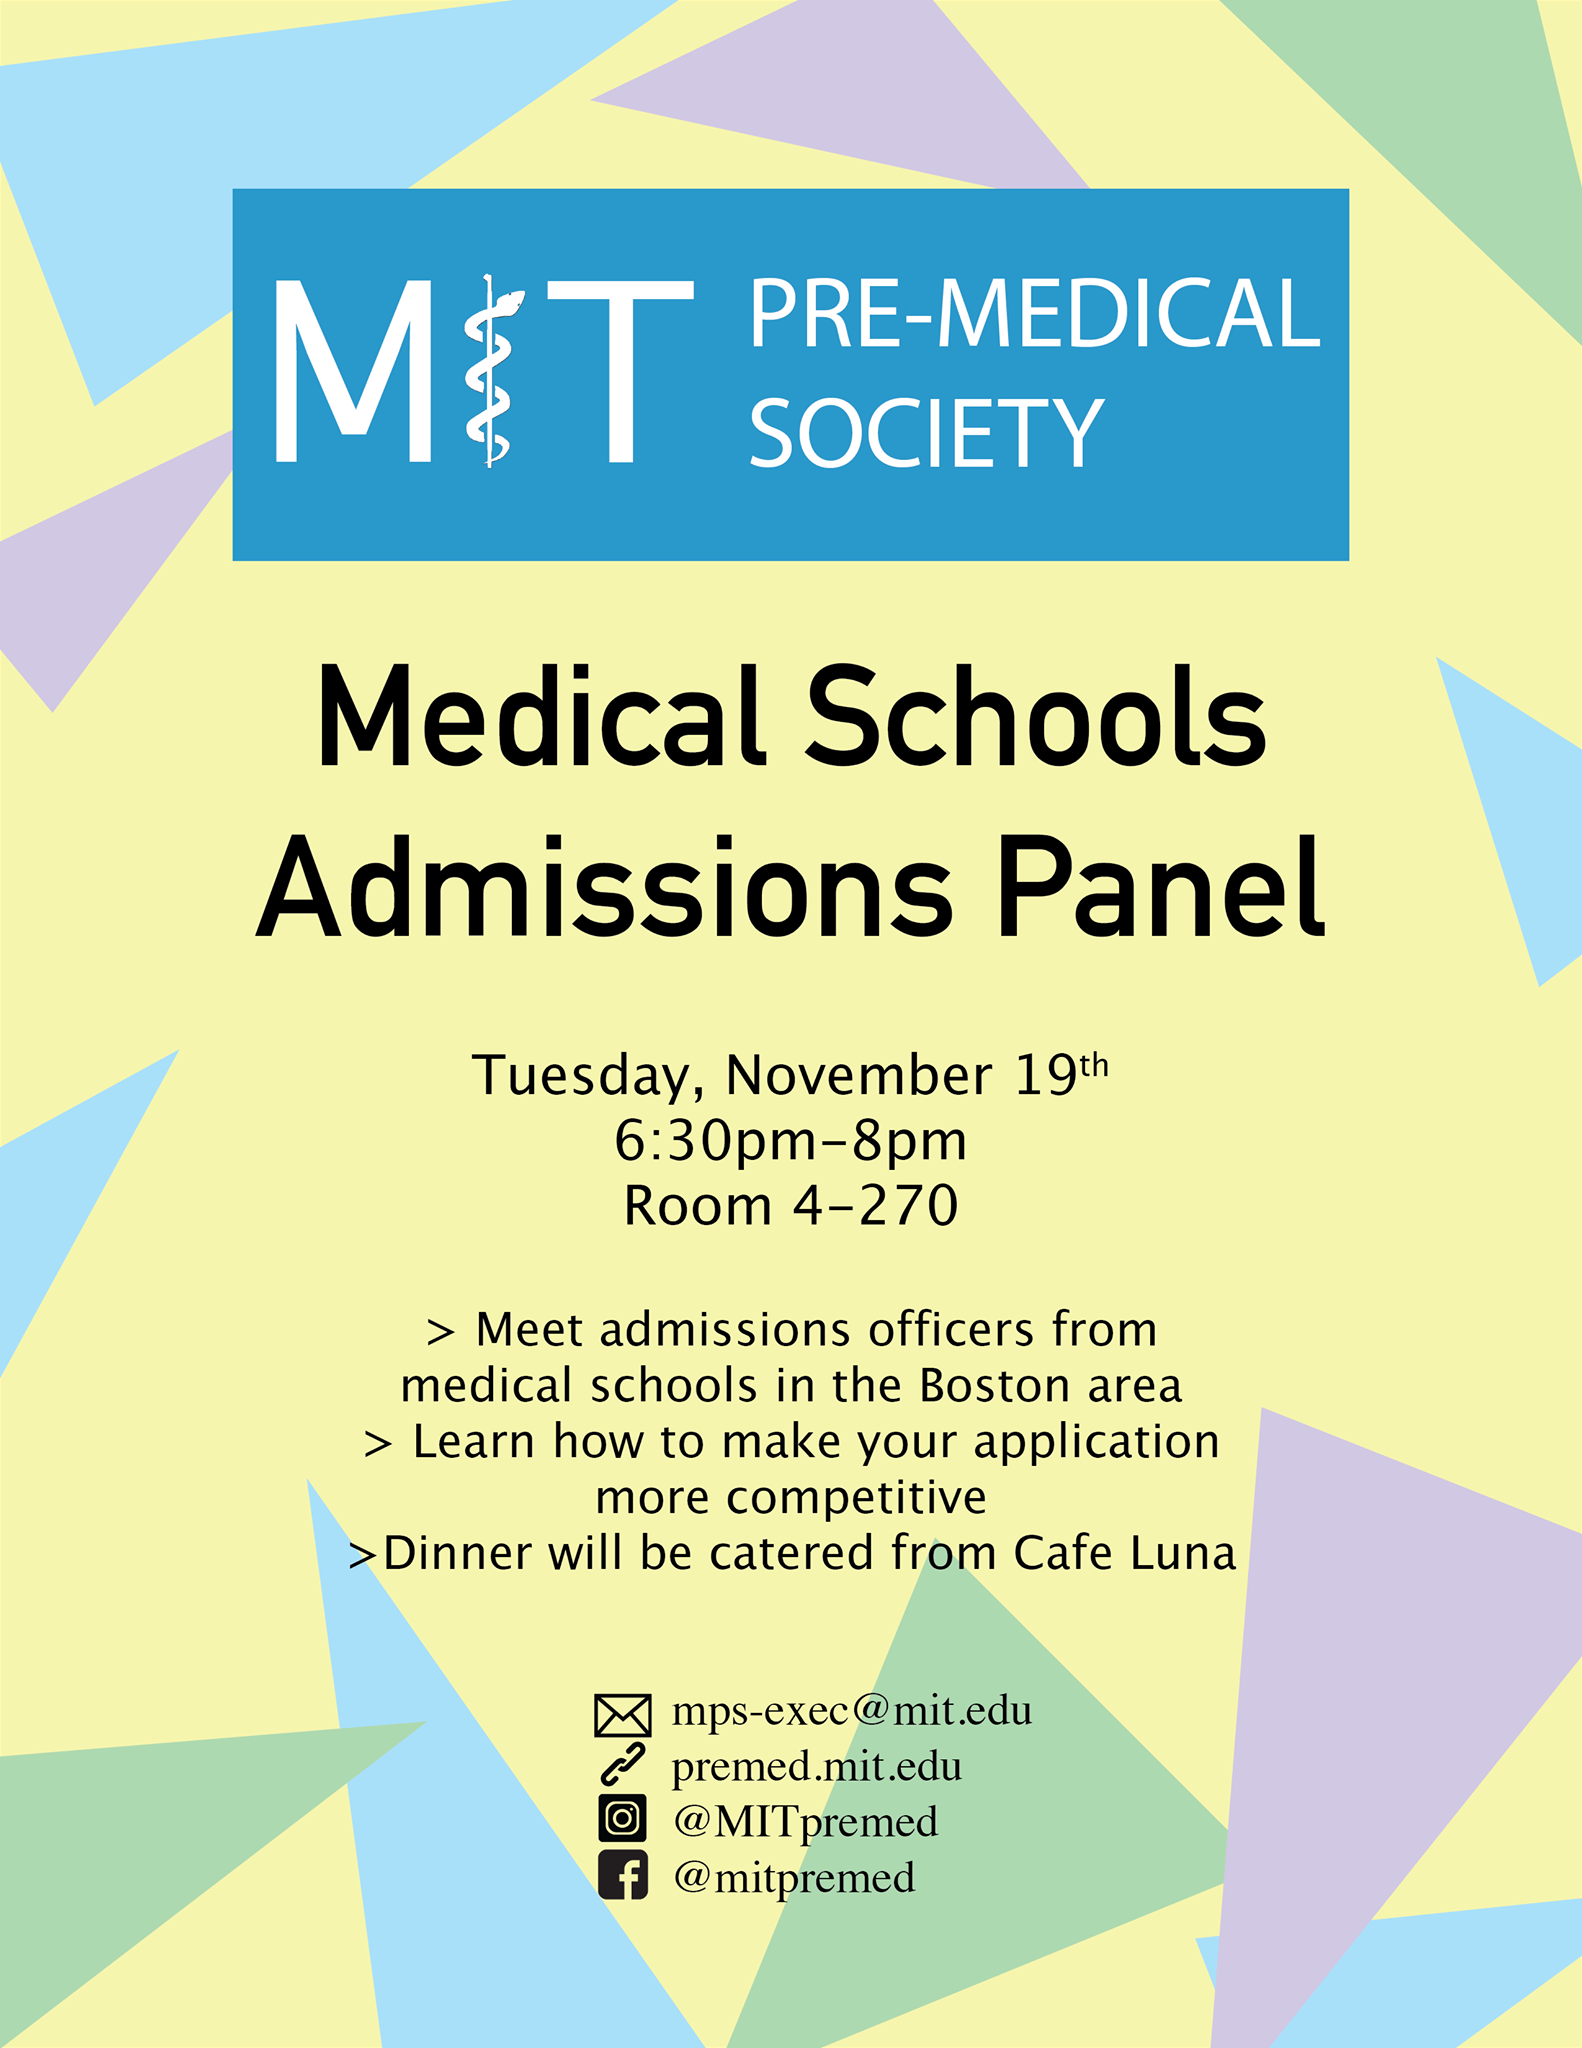 MIT PRE-MEDICAL
SOCIETY
Medical Schools
Admissions Panel
Tuesday, November 19th
6:30pm-8pm
Room 4-270
> Meet admissions officers from
medical schools in the Boston area
> Learn how to make your application
more competitive
>Dinner will be catered from Cafe Luna
mps-exec@mit.edu
premed.mit.edu
@MITpremed
@mitpremed